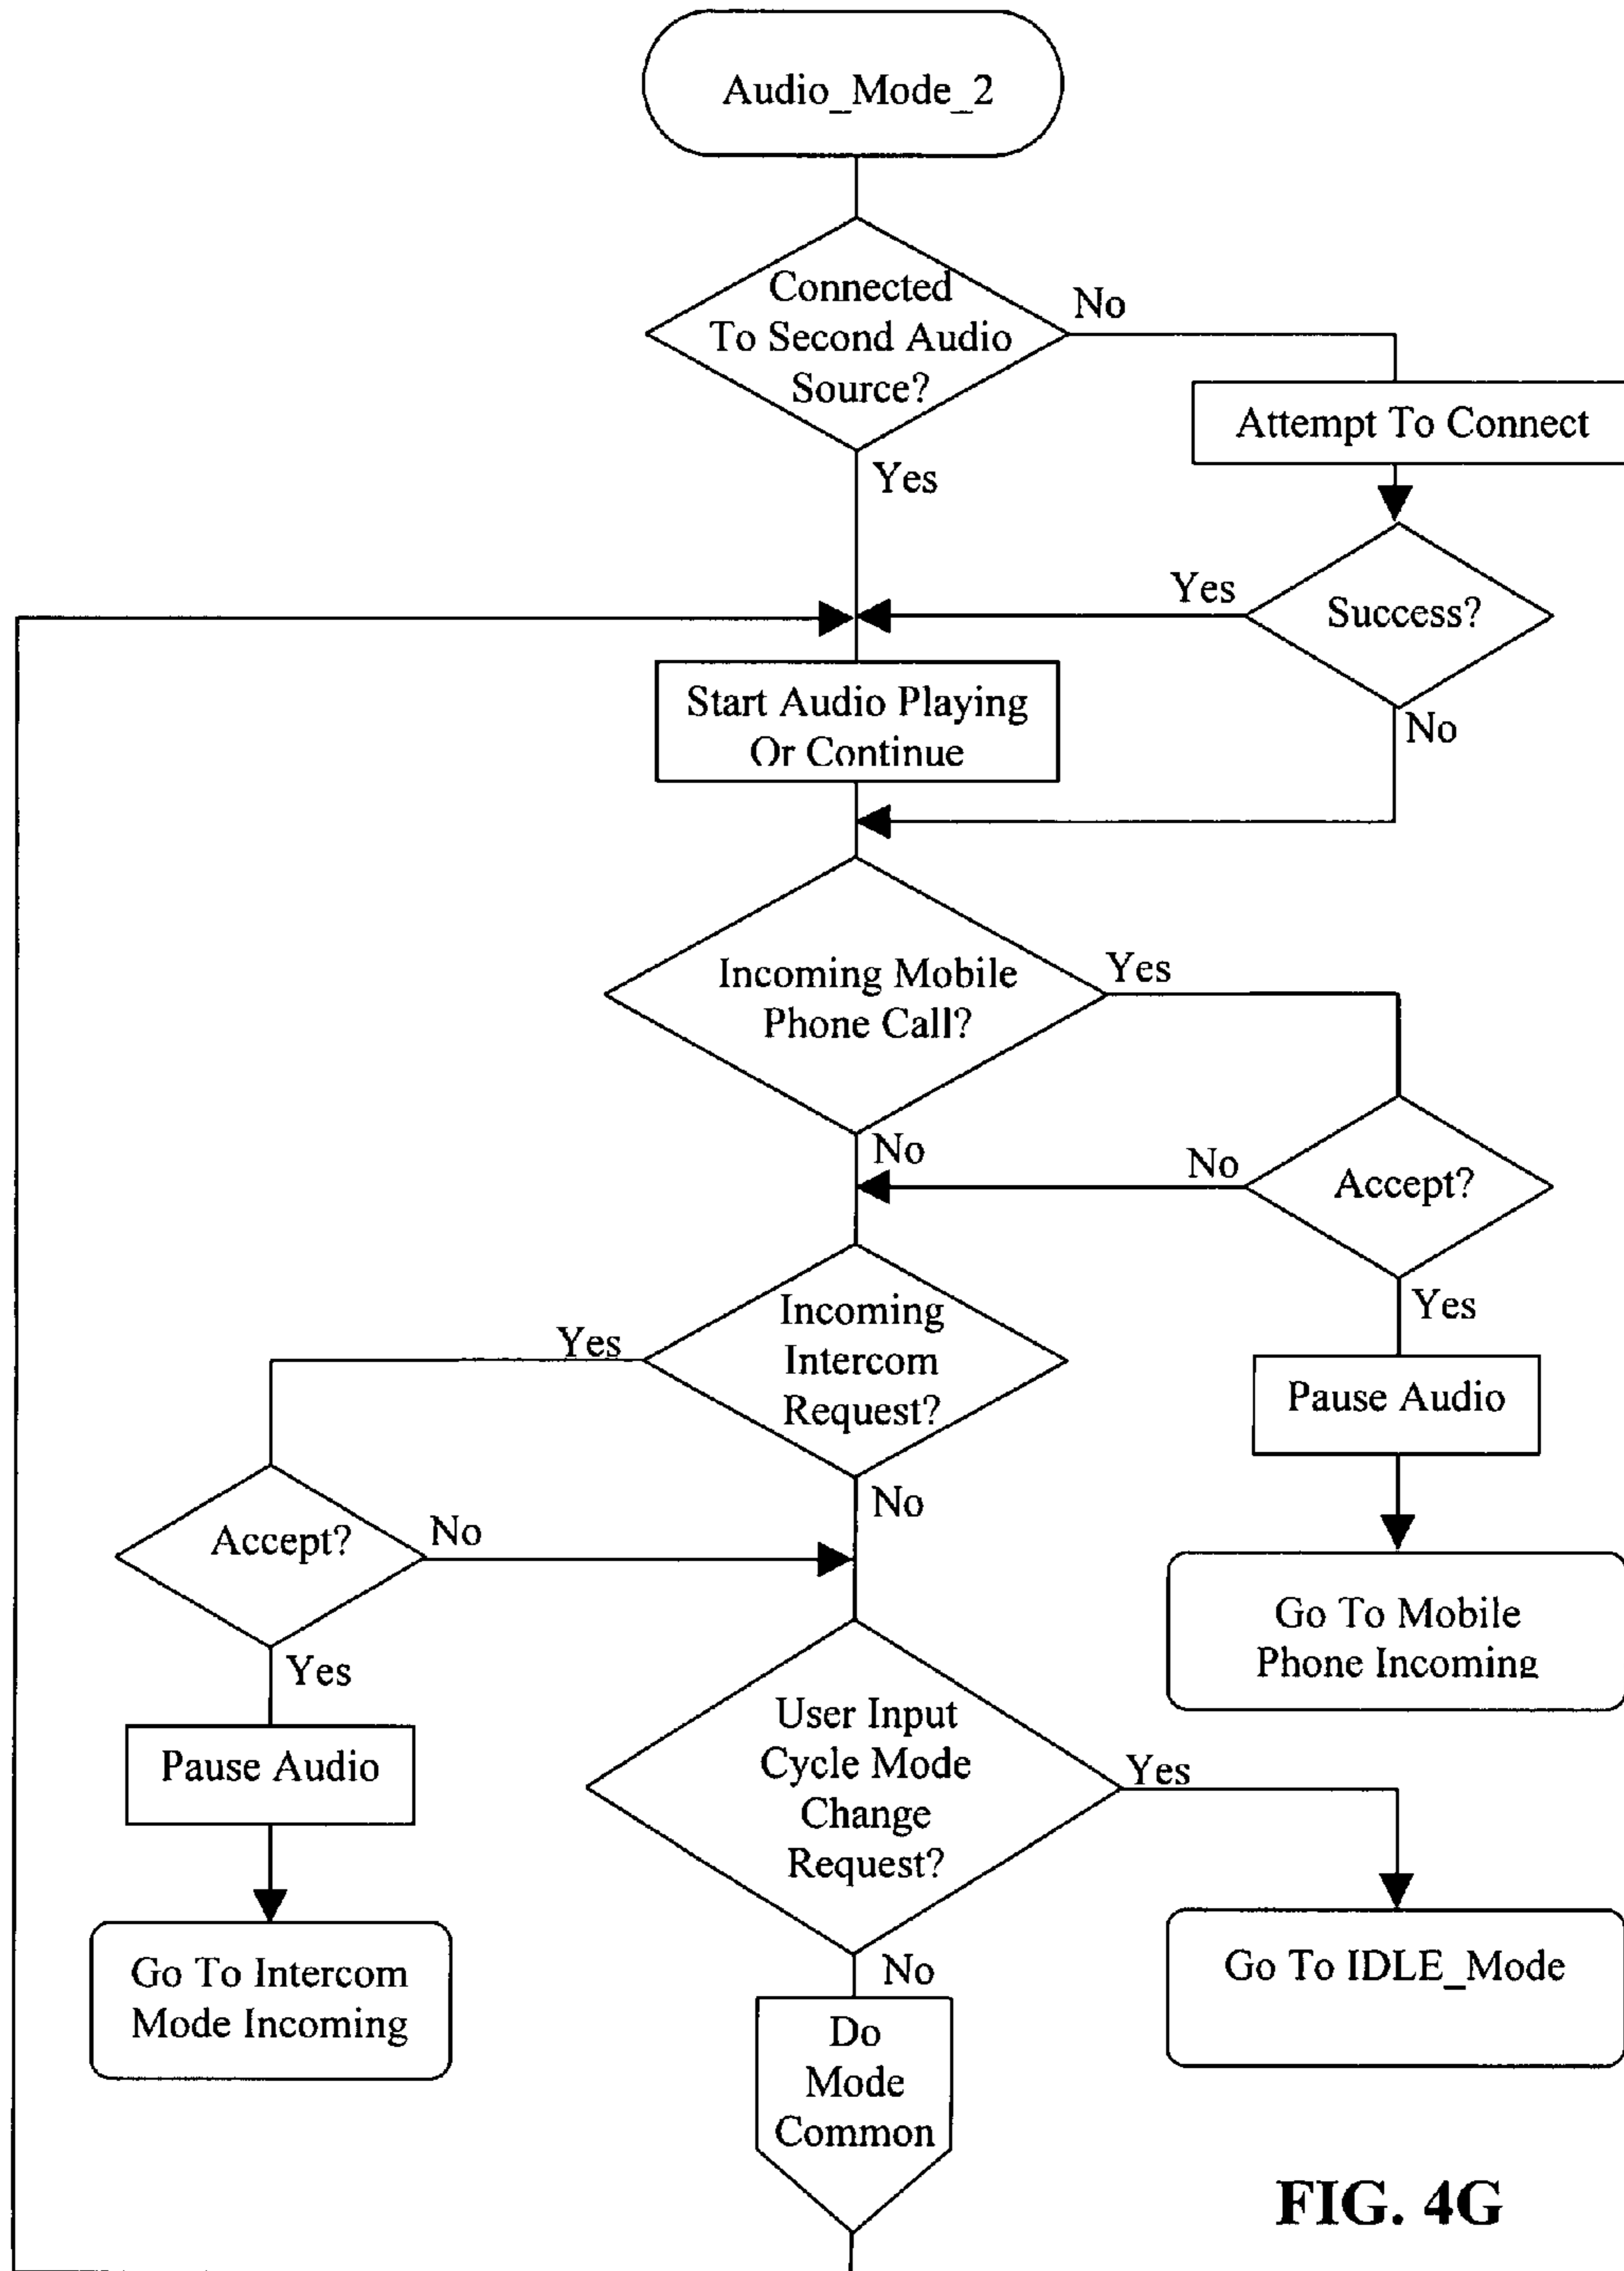 Audio_Mode_2
Connected
To Second Audio
Source?
No
Attempt To Connect
Yes
Yes
Success?
No
Start Audio Playing
Or Continue
Incoming Mobile
Phone Call?
Yes
No
No
Accept?
Yes
Incoming
Intercom
Request?
Yes
Pause Audio
No
Accept?
No
Go To Mobile
Phone Incoming
Yes
User Input
Cycle Mode
Change
Request?
Yes
Pause Audio
No
Go To IDLE_Mode
Go To Intercom
Mode Incoming
Do
Mode
Common
FIG. 4G